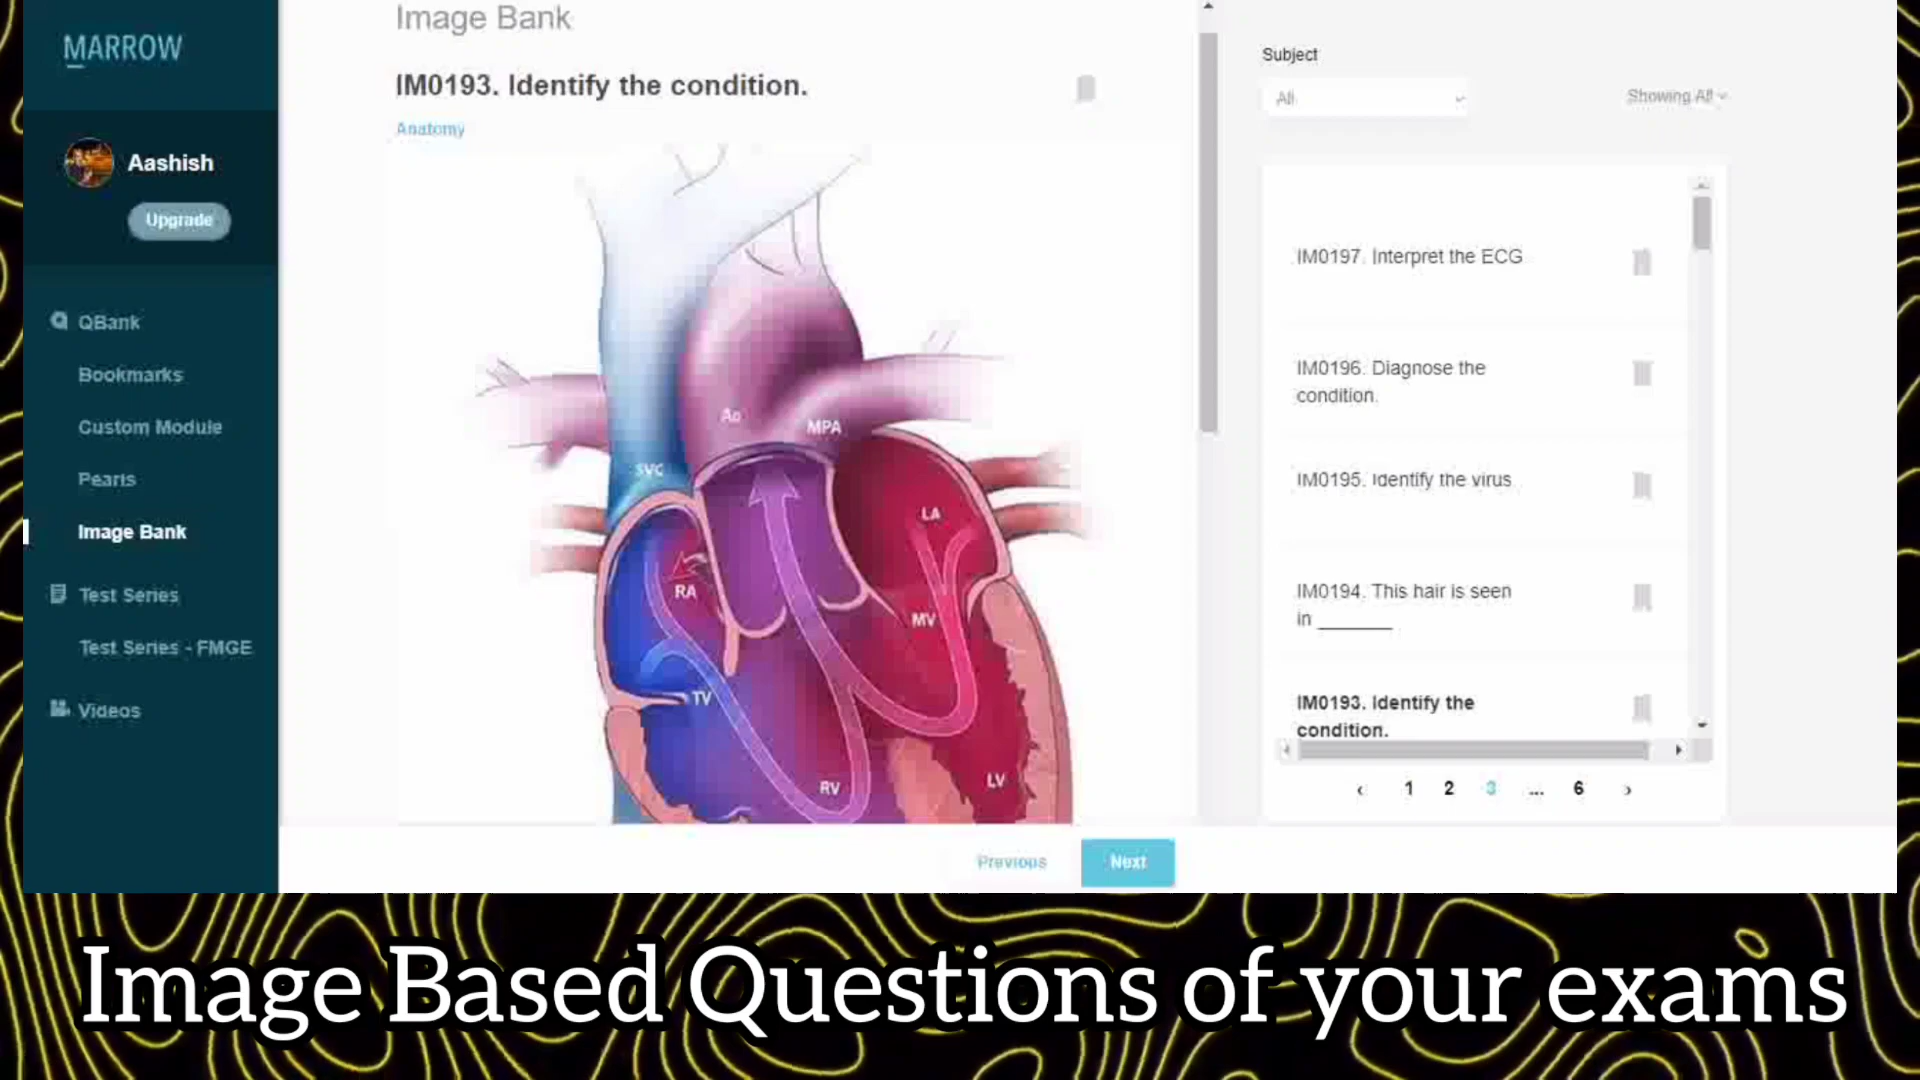 MARROW
Aashish
Upgrade
QBank
Bookmarks
Custom Module
Pearls
Image Bank
Test Series
Test Series - FMGE
Videos
Image Bank
IM0193. Identify the condition.
Anatomy
Ao
MPA
SVC
LA
RA
MV
TV
RV
LV
Previous
Next
Subject
All
Showing All
IM0197. Interpret the ECG
IM0196. Diagnose the
condition.
IM0195. Identify the virus
IM0194. This hair is seen
in _______
IM0193. Identify the
condition.
‹ 1 2 3 ... 6 ›
Image Based Questions of your exams